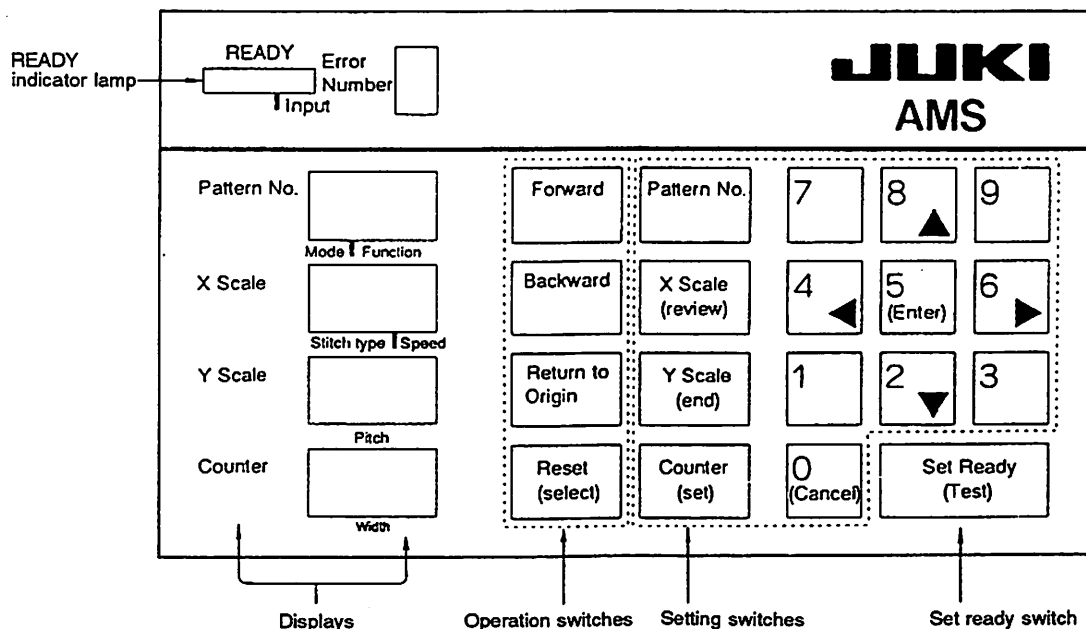 READY
indicator lamp
READY
Input
Error
Number
JUKI
AMS
Pattern No.
Mode Function
X Scale
Stitch type Speed
Y Scale
Pitch
Counter
Width
Forward
Backward
Return to
Origin
Reset
(select)
Pattern No.
X Scale
(review)
Y Scale
(end)
Counter
(set)
7
8
9
4
5
(Enter)
6
1
2
3
0
(Cancel)
Set Ready
(Test)
Displays
Operation switches
Setting switches
Set ready switch